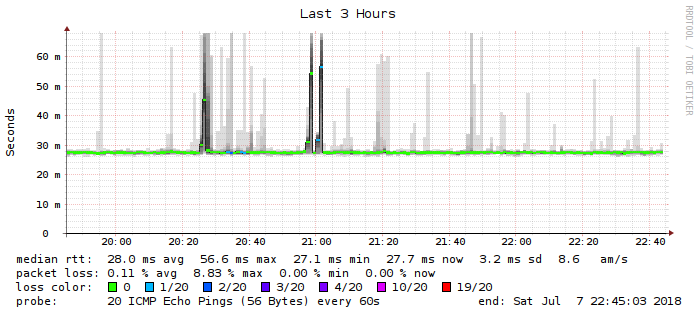 Last 3 Hours
RRDTOOL / TOBI OETIKER
Seconds
60 m
50 m
40 m
30 m
20 m
10 m
0
20:00 20:20 20:40 21:00 21:20 21:40 22:00 22:20 22:40
median rtt: 28.0 ms avg 56.6 ms max 27.1 ms min 27.7 ms now 3.2 ms sd 8.6 am/s
packet loss: 0.11 % avg 8.83 % max 0.00 % min 0.00 % now
loss color: 0 1/20 2/20 3/20 4/20 10/20 19/20
probe: 20 ICMP Echo Pings (56 Bytes) every 60s end: Sat Jul 7 22:45:03 2018